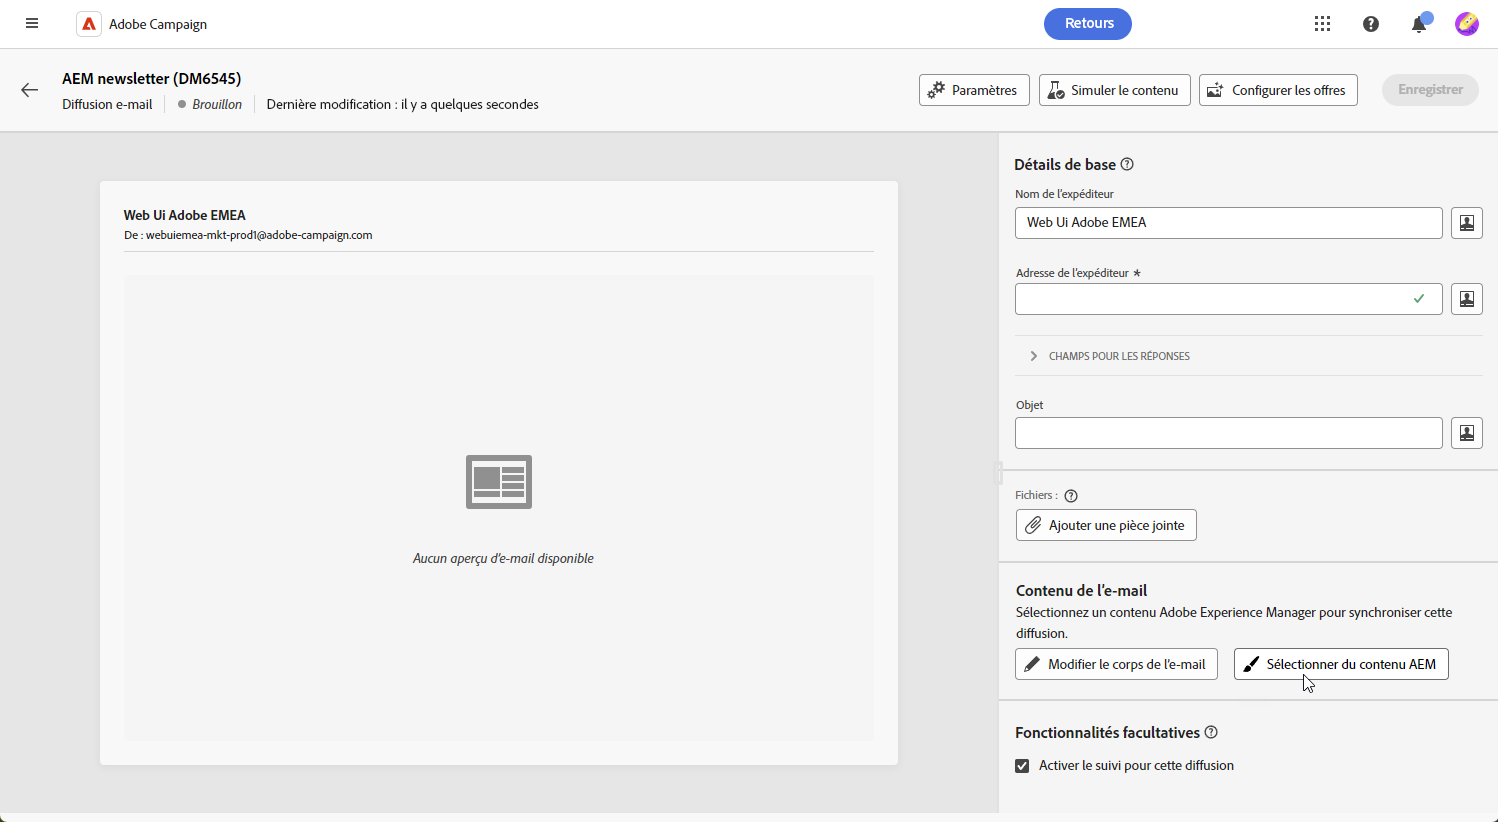 Adobe Campaign
Retours
AEM newsletter (DM6545)
Diffusion e-mail
Brouillon
Dernière modification : il y a quelques secondes
Paramètres
Simuler le contenu
Configurer les offres
Enregistrer
Web Ui Adobe EMEA
De : webuiemea-mkt-prod1@adobe-campaign.com
Aucun aperçu d'e-mail disponible
Détails de base
Nom de l'expéditeur
Web Ui Adobe EMEA
Adresse de l'expéditeur *
CHAMPS POUR LES RÉPONSES
Objet
Fichiers :
Ajouter une pièce jointe
Contenu de l'e-mail
Sélectionnez un contenu Adobe Experience Manager pour synchroniser cette
diffusion.
Modifier le corps de l'e-mail
Sélectionner du contenu AEM
Fonctionnalités facultatives
Activer le suivi pour cette diffusion